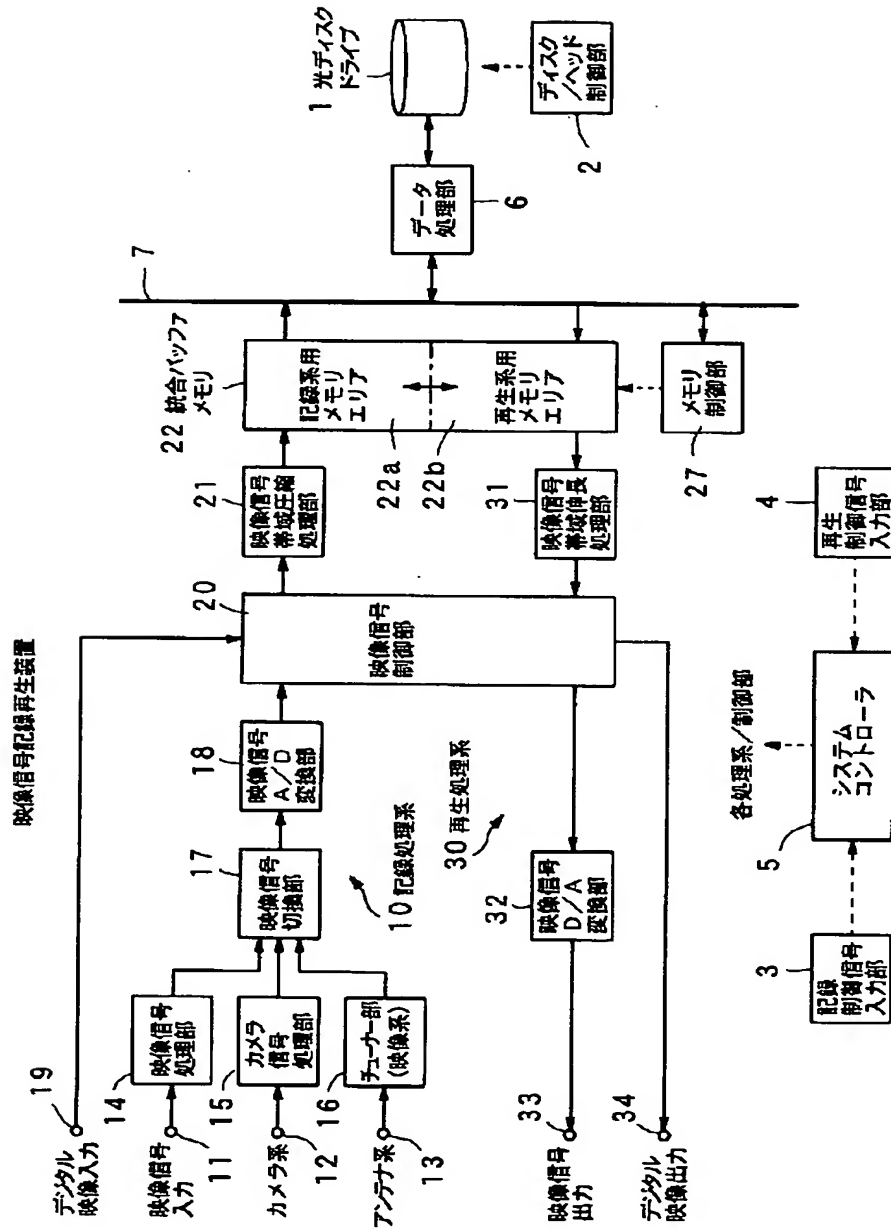 映像信号記録再生装置
19
デジタル
映像入力
映像信号
入力
11
14
映像信号
処理部
カメラ系
12
15
カメラ
信号
処理部
アンテナ系
13
16
チューナー部
(映像系)
17
映像信号
切換部
18
映像信号
A/D
変換部
10 記録処理系
20
映像信号
制御部
21
映像信号
帯域圧縮
処理部
22 統合バッファ
メモリ
記録系用
メモリ
エリア
22a
再生系用
メモリ
エリア
22b
7
データ
処理部
6
1 光ディスク
ドライブ
ディスク
/ヘッド
制御部
2
メモリ
制御部
27
31
映像信号
帯域伸長
処理部
30 再生処理系
32
映像信号
D/A
変換部
33
映像信号
出力
34
デジタル
映像出力
3
記録
制御信号
入力部
各処理系/制御部
5
システム
コントローラ
4
再生
制御信号
入力部